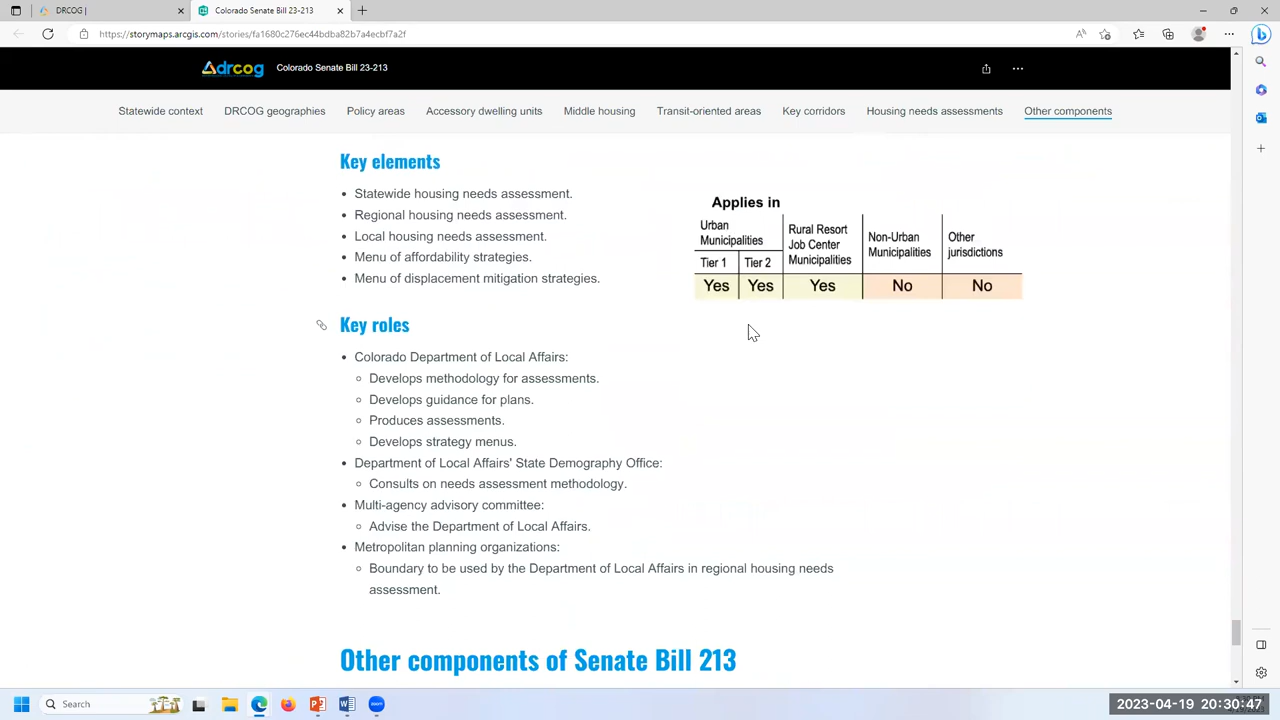 DRCOG |
Colorado Senate Bill 23-213
https://storymaps.arcgis.com/stories/fa1680c276ec44bdba82b7a4ecbf7a2f
drcog
Colorado Senate Bill 23-213
Statewide context
DRCOG geographies
Policy areas
Accessory dwelling units
Middle housing
Transit-oriented areas
Key corridors
Housing needs assessments
Other components
Key elements
• Statewide housing needs assessment.
• Regional housing needs assessment.
• Local housing needs assessment.
• Menu of affordability strategies.
• Menu of displacement mitigation strategies.
Applies in
Urban
Municipalities
Tier 1
Tier 2
Rural Resort
Job Center
Municipalities
Non-Urban
Municipalities
Other
jurisdictions
Yes Yes Yes No No
Key roles
• Colorado Department of Local Affairs:
◦ Develops methodology for assessments.
◦ Develops guidance for plans.
◦ Produces assessments.
◦ Develops strategy menus.
• Department of Local Affairs' State Demography Office:
◦ Consults on needs assessment methodology.
• Multi-agency advisory committee:
◦ Advise the Department of Local Affairs.
• Metropolitan planning organizations:
◦ Boundary to be used by the Department of Local Affairs in regional housing needs
assessment.
Other components of Senate Bill 213
Search
2023-04-19 20:30:47